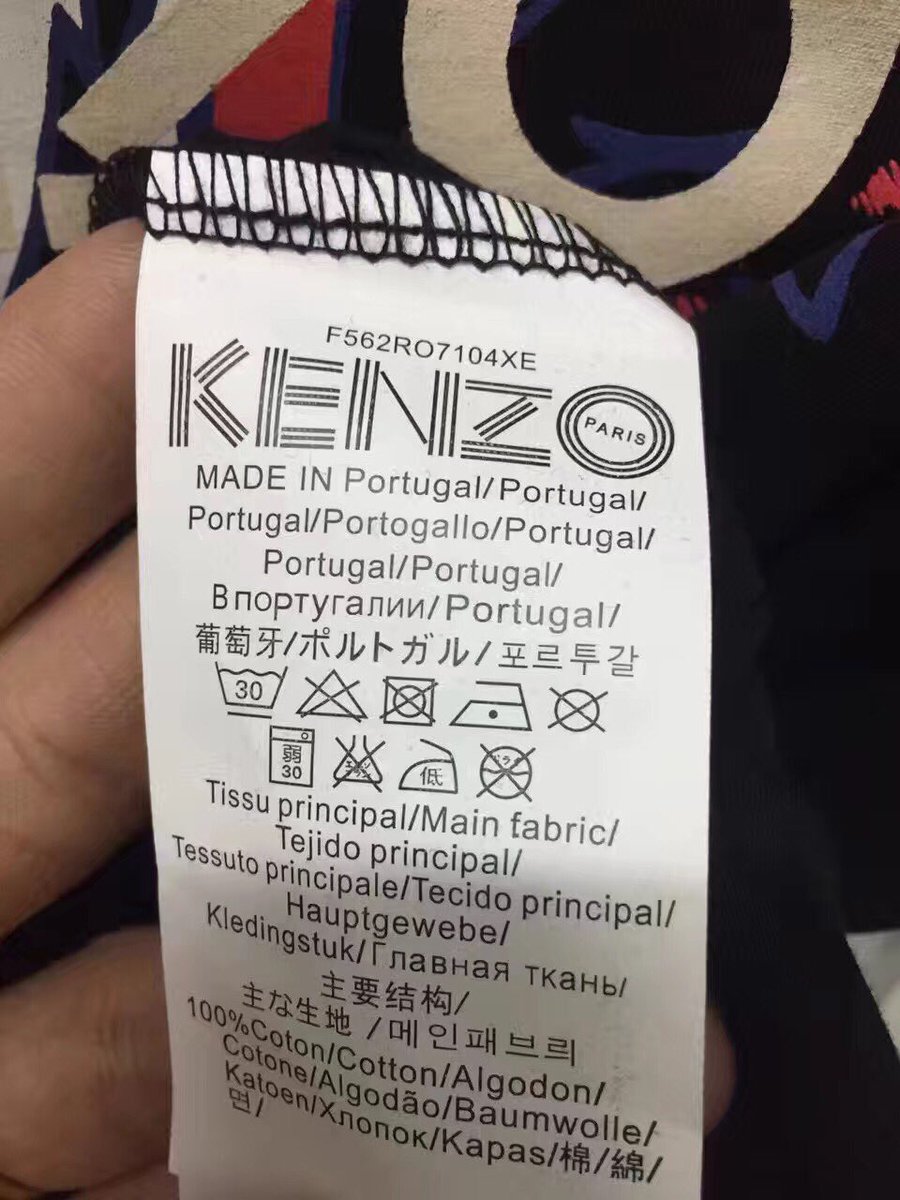 F562RO7104XE
KENZO PARIS
MADE IN Portugal/Portugal/
Portugal/Portogallo/Portugal/
Portugal/Portugal/
Впортугалии/Portugal/
葡萄牙/ポルトガル/포르투갈
30
弱 低
30
Tissu principal/Main fabric/
Tejido principal/
Tessuto principale/Tecido principal/
Hauptgewebe/
Kledingstuk/Главная ткань/
主要结构/
主な生地/메인패브릐
100%Coton/Cotton/Algodon/
Cotone/Algodão/Baumwolle/
Katoen/Хлопок/Kapas/棉/綿/
면/